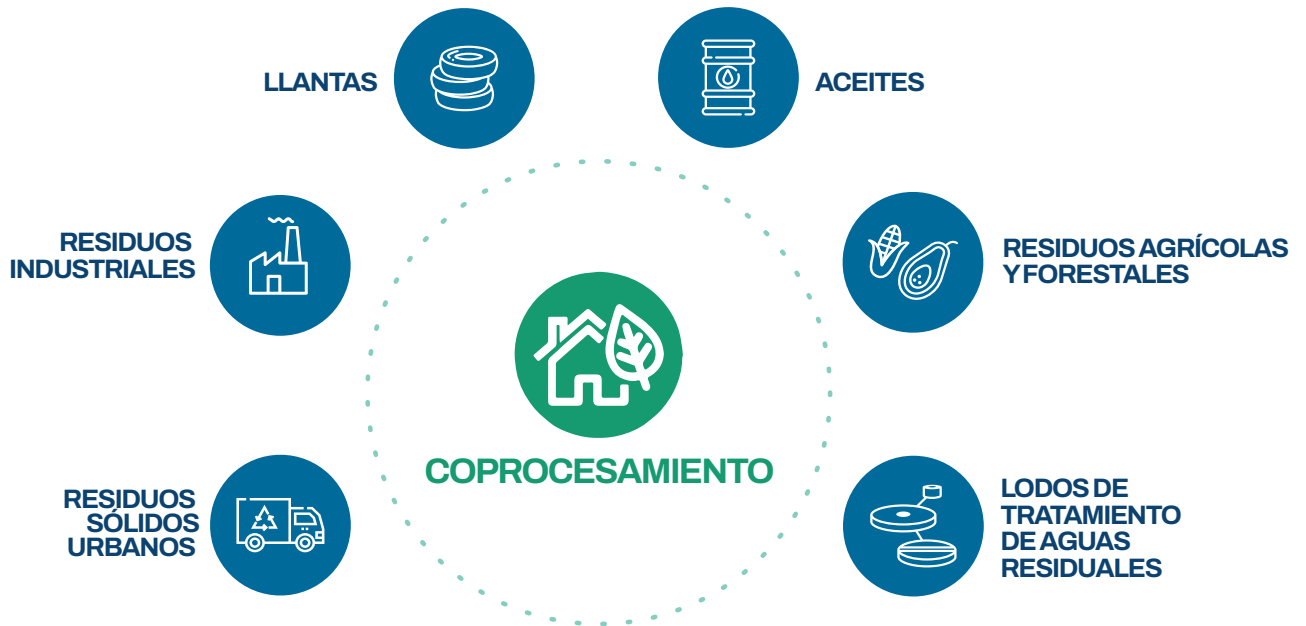 LLANTAS
ACEITES
RESIDUOS
INDUSTRIALES
RESIDUOS AGRÍCOLAS
Y FORESTALES
COPROCESAMIENTO
RESIDUOS
SÓLIDOS
URBANOS
LODOS DE
TRATAMIENTO
DE AGUAS
RESIDUALES